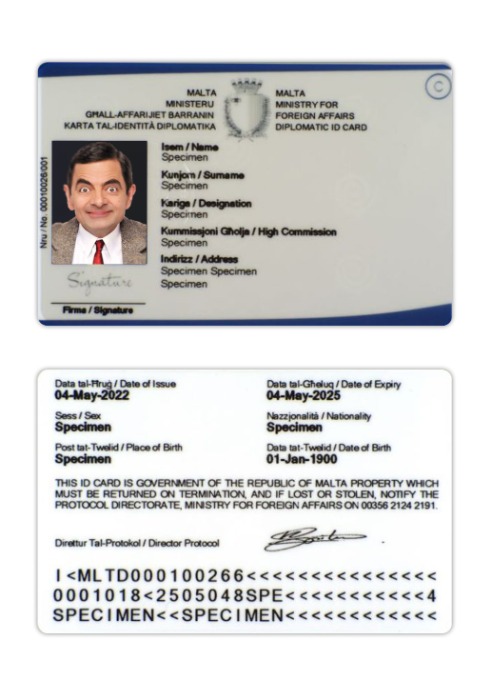 MALTA
MINISTERU
GĦALL-AFFARIJIET BARRANIN
KARTA TAL-IDENTITÀ DIPLOMATIKA
MALTA
MINISTRY FOR
FOREIGN AFFAIRS
DIPLOMATIC ID CARD
C
Nru / No. 00010026/001
Isem / Name
Specimen
Kunjom / Surname
Specimen
Kariga / Designation
Specimen
Kummissjoni Għolja / High Commission
Specimen
Indirizz / Address
Specimen Specimen
Specimen
Signature
Firma / Signature
Data tal-Ħruġ / Date of Issue
04-May-2022
Data tal-Għeluq / Date of Expiry
04-May-2025
Sess / Sex
Specimen
Nazzjonalità / Nationality
Specimen
Post tat-Twelid / Place of Birth
Specimen
Data tat-Twelid / Date of Birth
01-Jan-1900
THIS ID CARD IS GOVERNMENT OF THE REPUBLIC OF MALTA PROPERTY WHICH
MUST BE RETURNED ON TERMINATION, AND IF LOST OR STOLEN, NOTIFY THE
PROTOCOL DIRECTORATE, MINISTRY FOR FOREIGN AFFAIRS ON 00356 2124 2191.
Direttur Tal-Protokol / Director Protocol
I<MLTD000100266<<<<<<<<<<<<<<<
0001018<2505048SPE<<<<<<<<<<<4
SPECIMEN<<SPECIMEN<<<<<<<<<<<<